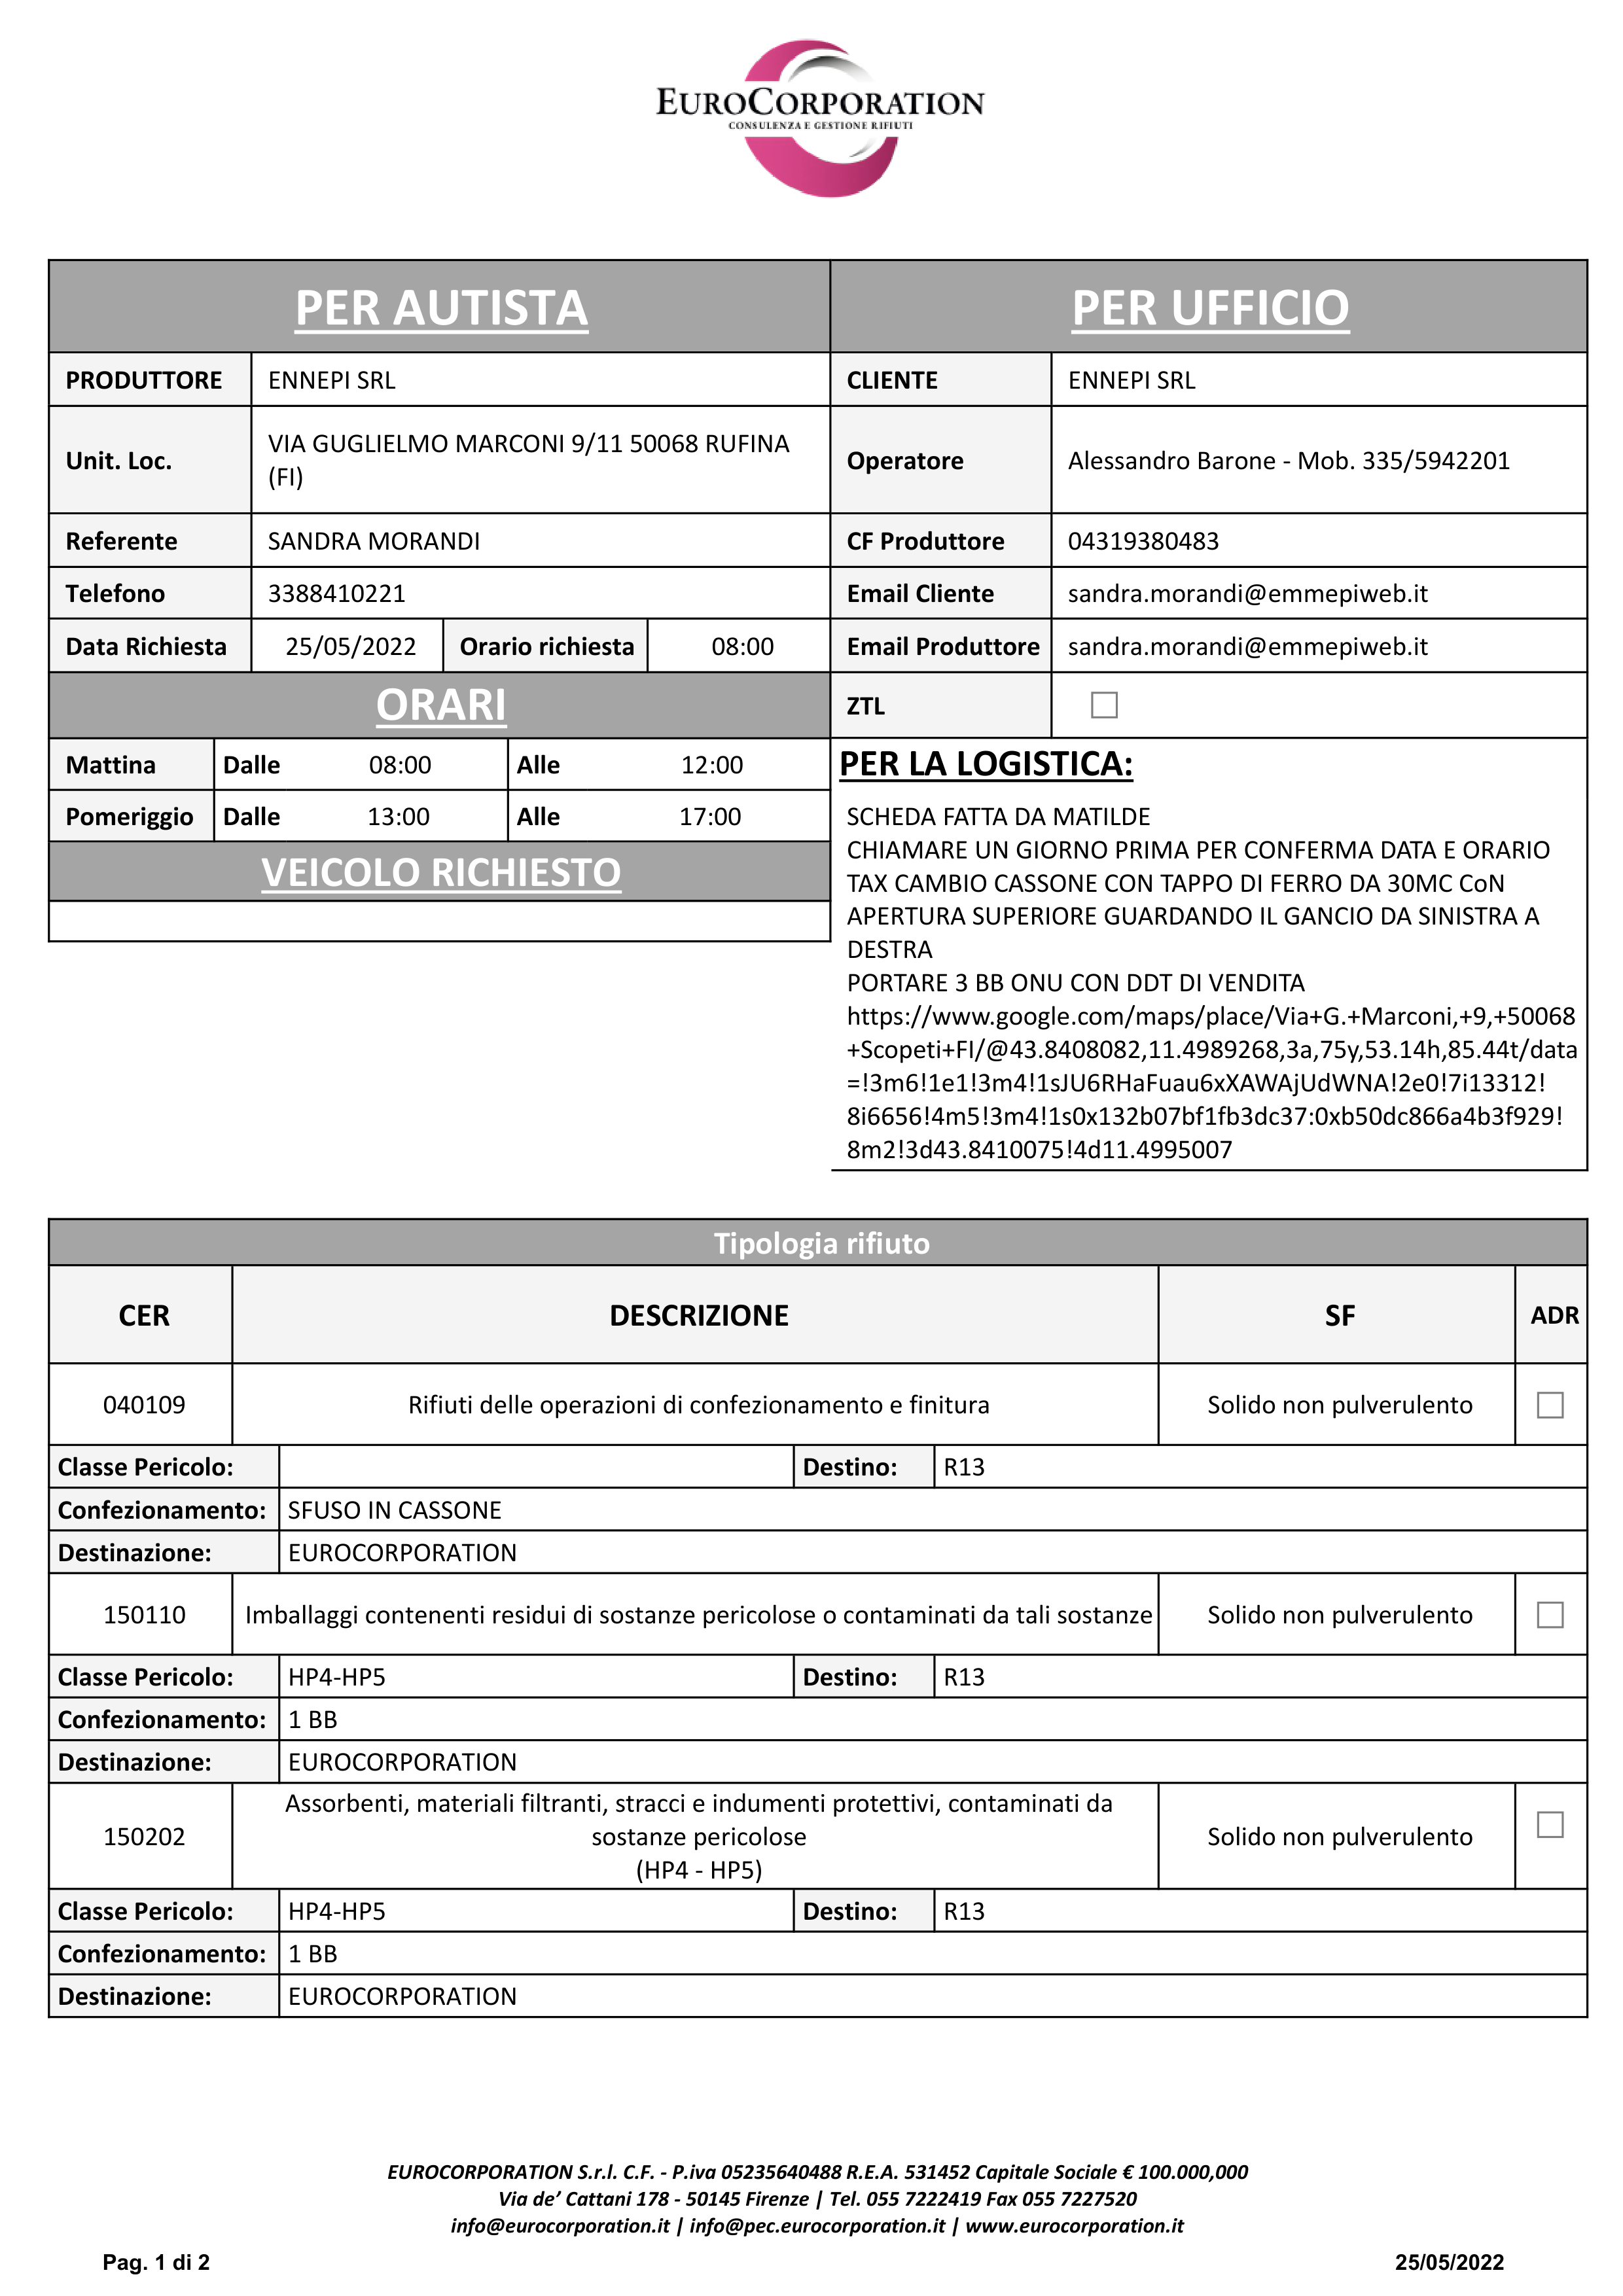 EUROCORPORATION
CONSULENZA E GESTIONE RIFIUTI
PER AUTISTA
PER UFFICIO
PRODUTTORE ENNEPI SRL
CLIENTE ENNEPI SRL
Unit. Loc. VIA GUGLIELMO MARCONI 9/11 50068 RUFINA
(FI)
Operatore Alessandro Barone - Mob. 335/5942201
Referente SANDRA MORANDI
CF Produttore 04319380483
Telefono 3388410221
Email Cliente sandra.morandi@emmepiweb.it
Data Richiesta 25/05/2022 Orario richiesta 08:00
Email Produttore sandra.morandi@emmepiweb.it
ORARI
ZTL
Mattina Dalle 08:00 Alle 12:00
Pomeriggio Dalle 13:00 Alle 17:00
VEICOLO RICHIESTO
PER LA LOGISTICA:
SCHEDA FATTA DA MATILDE
CHIAMARE UN GIORNO PRIMA PER CONFERMA DATA E ORARIO
TAX CAMBIO CASSONE CON TAPPO DI FERRO DA 30MC CoN
APERTURA SUPERIORE GUARDANDO IL GANCIO DA SINISTRA A
DESTRA
PORTARE 3 BB ONU CON DDT DI VENDITA
https://www.google.com/maps/place/Via+G.+Marconi,+9,+50068
+Scopeti+FI/@43.8408082,11.4989268,3a,75y,53.14h,85.44t/data
=!3m6!1e1!3m4!1sJU6RHaFuau6xXAWAjUdWNA!2e0!7i13312!
8i6656!4m5!3m4!1s0x132b07bf1fb3dc37:0xb50dc866a4b3f929!
8m2!3d43.8410075!4d11.4995007
Tipologia rifiuto
CER DESCRIZIONE SF ADR
040109 Rifiuti delle operazioni di confezionamento e finitura Solido non pulverulento
Classe Pericolo: Destino: R13
Confezionamento: SFUSO IN CASSONE
Destinazione: EUROCORPORATION
150110 Imballaggi contenenti residui di sostanze pericolose o contaminati da tali sostanze Solido non pulverulento
Classe Pericolo: HP4-HP5 Destino: R13
Confezionamento: 1 BB
Destinazione: EUROCORPORATION
150202 Assorbenti, materiali filtranti, stracci e indumenti protettivi, contaminati da
sostanze pericolose
(HP4 - HP5)
Solido non pulverulento
Classe Pericolo: HP4-HP5 Destino: R13
Confezionamento: 1 BB
Destinazione: EUROCORPORATION
EUROCORPORATION S.r.l. C.F. - P.iva 05235640488 R.E.A. 531452 Capitale Sociale € 100.000,000
Via de’ Cattani 178 - 50145 Firenze | Tel. 055 7222419 Fax 055 7227520
info@eurocorporation.it | info@pec.eurocorporation.it | www.eurocorporation.it
Pag. 1 di 2 25/05/2022